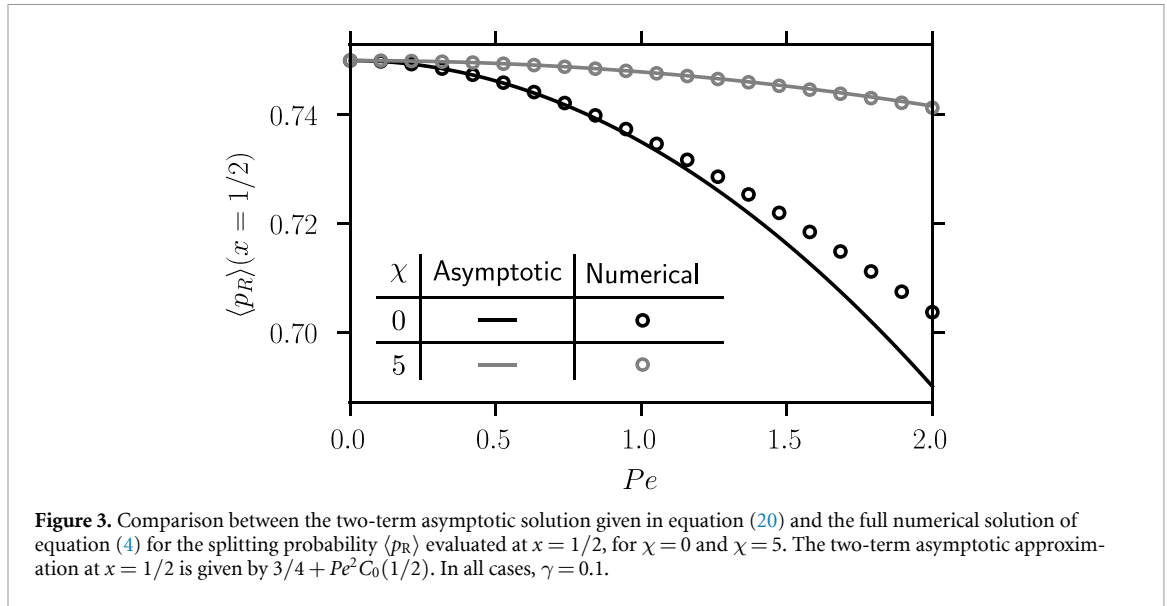 0.74
0.72
0.70
⟨p_R⟩(x = 1/2)
χ Asymptotic Numerical
0
5
0.0 0.5 1.0 1.5 2.0
Pe
Figure 3. Comparison between the two-term asymptotic solution given in equation (20) and the full numerical solution of
equation (4) for the splitting probability ⟨p_R⟩ evaluated at x = 1/2, for χ = 0 and χ = 5. The two-term asymptotic approxim-
ation at x = 1/2 is given by 3/4 + Pe²C₀(1/2). In all cases, γ = 0.1.